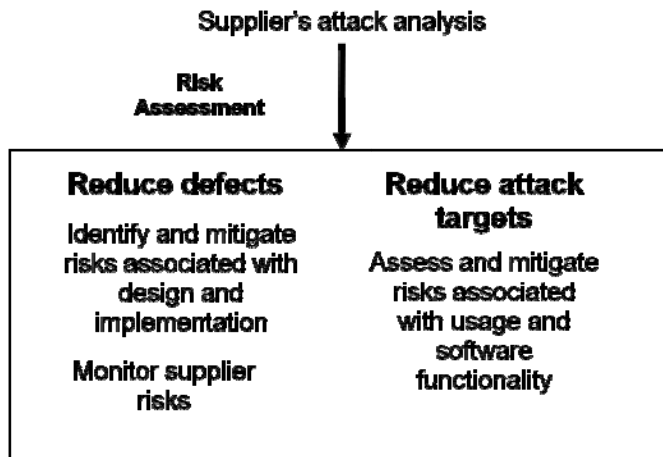 Supplier's attack analysis
Risk
Assessment
Reduce defects
Identify and mitigate
risks associated with
design and
implementation
Monitor supplier
risks
Reduce attack
targets
Assess and mitigate
risks associated
with usage and
software
functionality